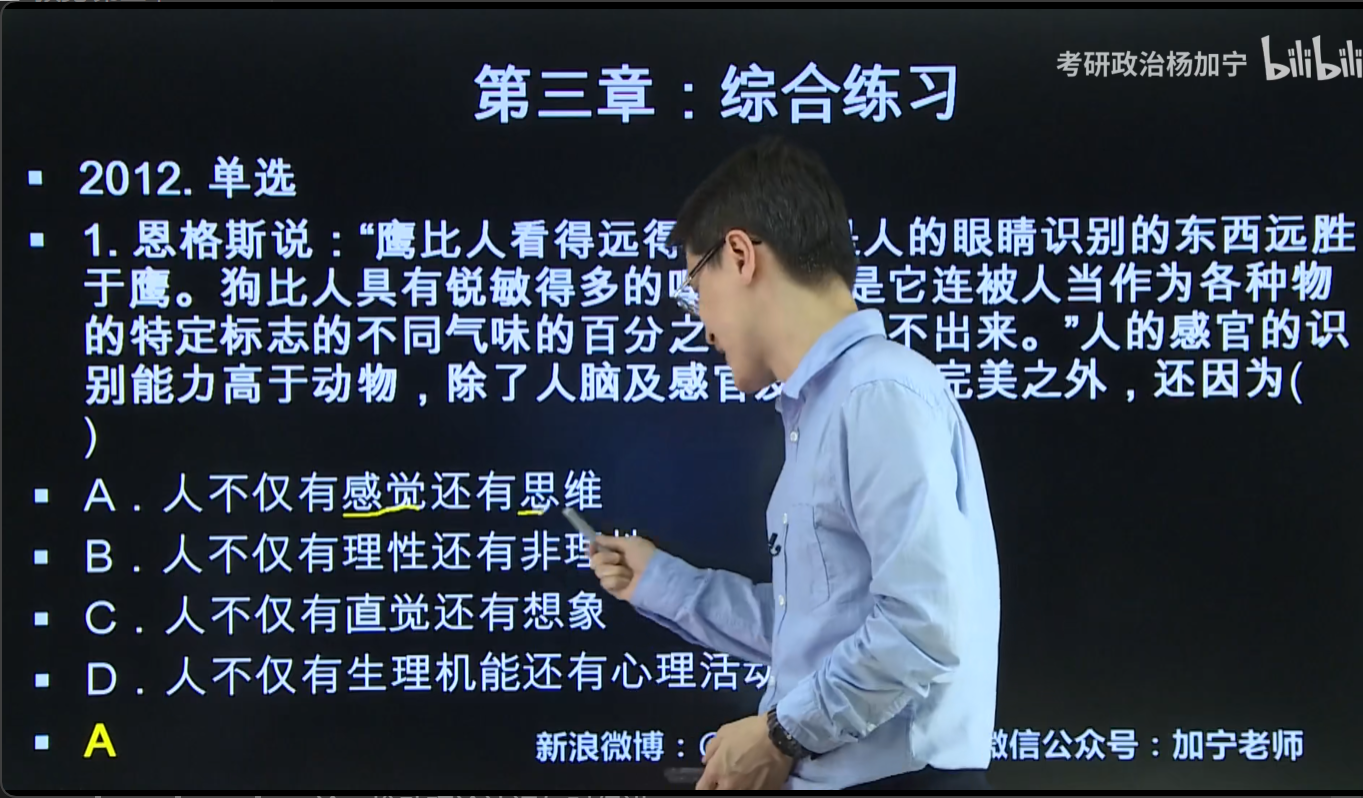 考研政治杨加宁 bilibili
第三章：综合练习
2012. 单选
1. 恩格斯说：“鹰比人看得远得 人的眼睛识别的东西远胜
于鹰。狗比人具有锐敏得多的 是它连被人当作为各种物
的特定标志的不同气味的百分之 不出来。”人的感官的识
别能力高于动物，除了人脑及感官 完美之外，还因为(
)
A．人不仅有感觉还有思维
B．人不仅有理性还有非理
C．人不仅有直觉还有想象
D．人不仅有生理机能还有心理活动
A
新浪微博： 微信公众号：加宁老师